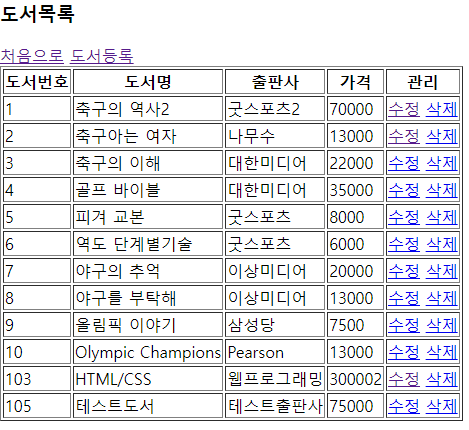 도서목록
처음으로 도서등록
도서번호 도서명 출판사 가격 관리
1 축구의 역사2 굿스포츠2 70000 수정 삭제
2 축구아는 여자 나무수 13000 수정 삭제
3 축구의 이해 대한미디어 22000 수정 삭제
4 골프 바이블 대한미디어 35000 수정 삭제
5 피겨 교본 굿스포츠 8000 수정 삭제
6 역도 단계별기술 굿스포츠 6000 수정 삭제
7 야구의 추억 이상미디어 20000 수정 삭제
8 야구를 부탁해 이상미디어 13000 수정 삭제
9 올림픽 이야기 삼성당 7500 수정 삭제
10 Olympic Champions Pearson 13000 수정 삭제
103 HTML/CSS 웹프로그래밍 300002 수정 삭제
105 테스트도서 테스트출판사 75000 수정 삭제